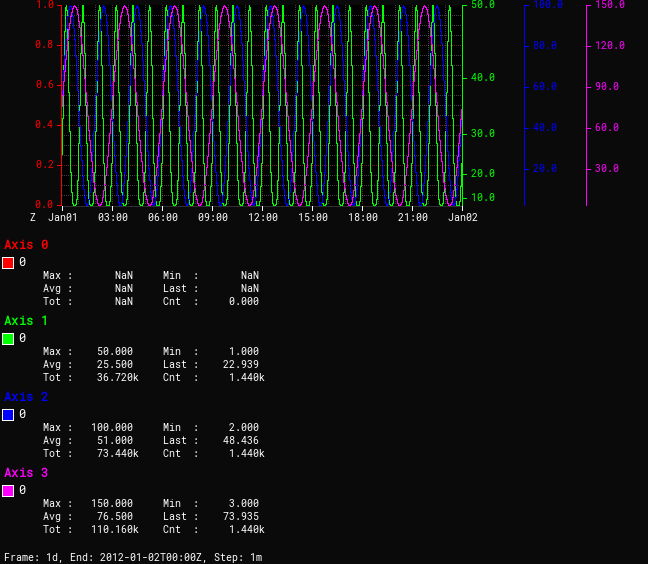 1.0 50.0 100.0 150.0
0.8 80.0 120.0
40.0
0.6 60.0 90.0
30.0
0.4 40.0 60.0
20.0
0.2 20.0 30.0
10.0
0.0
Z Jan01 03:00 06:00 09:00 12:00 15:00 18:00 21:00 Jan02
Axis 0
0
Max : NaN Min : NaN
Avg : NaN Last : NaN
Tot : NaN Cnt : 0.000
Axis 1
0
Max : 50.000 Min : 1.000
Avg : 25.500 Last : 22.939
Tot : 36.720k Cnt : 1.440k
Axis 2
0
Max : 100.000 Min : 2.000
Avg : 51.000 Last : 48.436
Tot : 73.440k Cnt : 1.440k
Axis 3
0
Max : 150.000 Min : 3.000
Avg : 76.500 Last : 73.935
Tot : 110.160k Cnt : 1.440k
Frame: 1d, End: 2012-01-02T00:00Z, Step: 1m